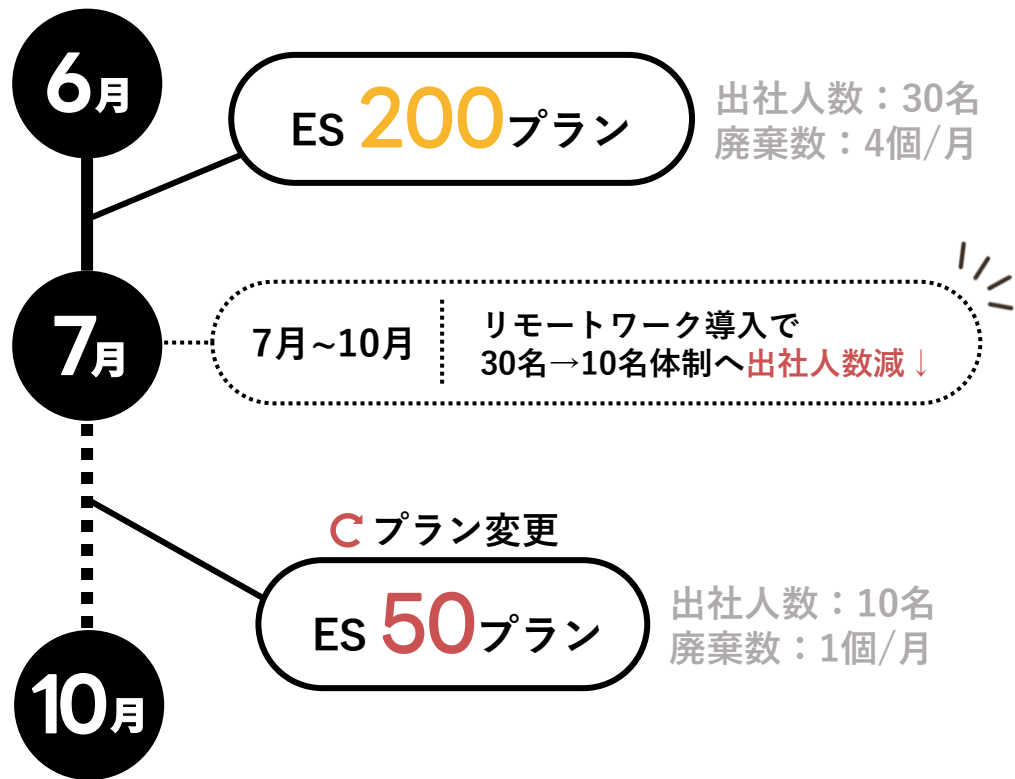 6月
ES 200プラン
出社人数：30名
廃棄数：4個/月
7月
7月~10月
リモートワーク導入で
30名→10名体制へ出社人数減↓
プラン変更
ES 50プラン
出社人数：10名
廃棄数：1個/月
10月